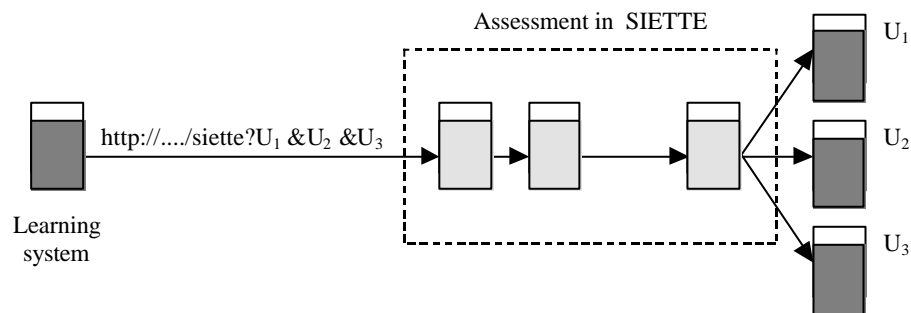 Assessment in SIETTE
U1
http://..../siette?U1 &U2 &U3
U2
Learning
system
U3